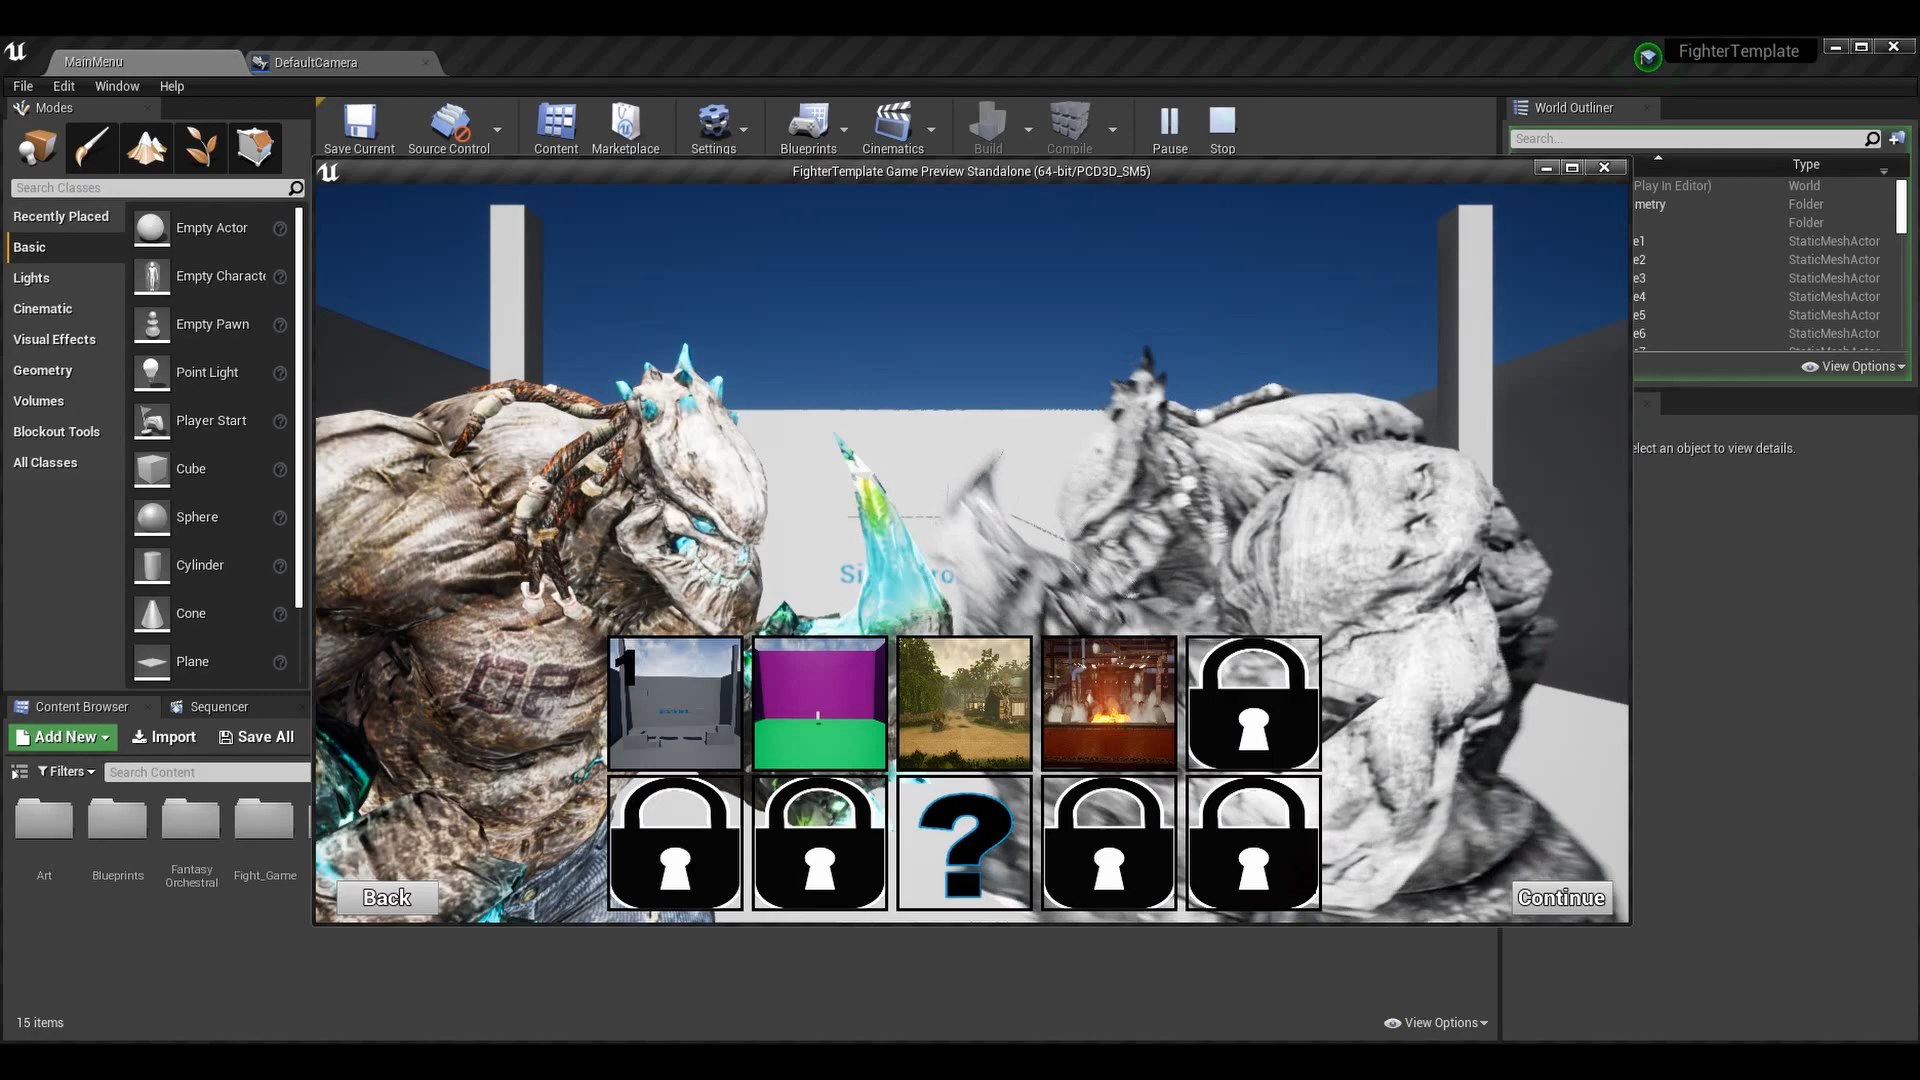 MainMenu
DefaultCamera
FighterTemplate
File Edit Window Help
Modes
Save Current
Source Control
Content
Marketplace
Settings
Blueprints
Cinematics
Build
Compile
Pause
Stop
World Outliner
Search...
Type
Play In Editor) World
metry Folder
Folder
e1 StaticMeshActor
e2 StaticMeshActor
e3 StaticMeshActor
e4 StaticMeshActor
e5 StaticMeshActor
e6 StaticMeshActor
View Options
elect an object to view details.
Search Classes
Recently Placed
Basic
Lights
Cinematic
Visual Effects
Geometry
Volumes
Blockout Tools
All Classes
Empty Actor
Empty Characte
Empty Pawn
Point Light
Player Start
Cube
Sphere
Cylinder
Cone
Plane
FighterTemplate Game Preview Standalone (64-bit/PCD3D_SM5)
1
?
Back
Continue
Content Browser
Sequencer
Add New
Import
Save All
Filters
Search Content
Art
Blueprints
Fantasy
Orchestral
Fight_Game
15 items
View Options